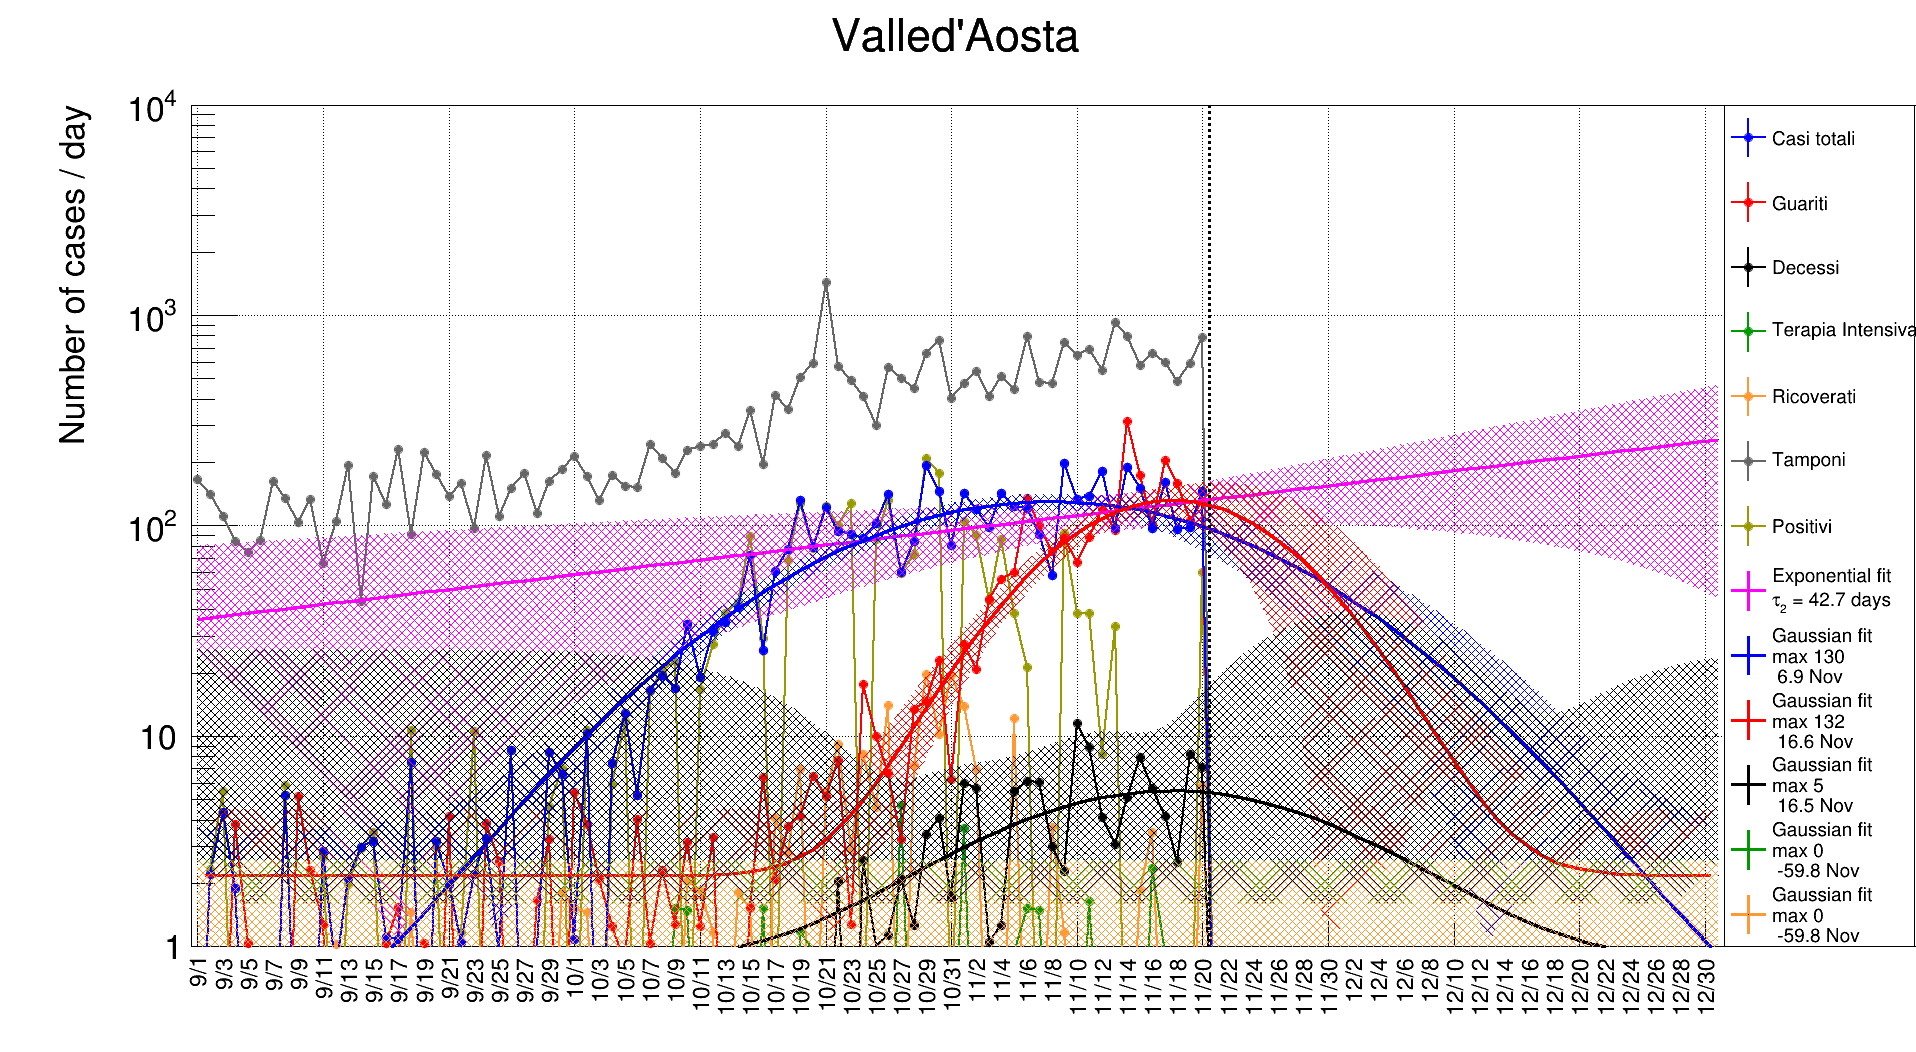 Valled'Aosta
Number of cases / day
10^4
10^3
10^2
10
1
9/1
9/3
9/5
9/7
9/9
9/11
9/13
9/15
9/17
9/19
9/21
9/23
9/25
9/27
9/29
10/1
10/3
10/5
10/7
10/9
10/11
10/13
10/15
10/17
10/19
10/21
10/23
10/25
10/27
10/29
10/31
11/2
11/4
11/6
11/8
11/10
11/12
11/14
11/16
11/18
11/20
11/22
11/24
11/26
11/28
11/30
12/2
12/4
12/6
12/8
12/10
12/12
12/14
12/16
12/18
12/20
12/22
12/24
12/26
12/28
12/30
Casi totali
Guariti
Decessi
Terapia Intensiva
Ricoverati
Tamponi
Positivi
Exponential fit
τ2 = 42.7 days
Gaussian fit
max 130
6.9 Nov
Gaussian fit
max 132
16.6 Nov
Gaussian fit
max 5
16.5 Nov
Gaussian fit
max 0
-59.8 Nov
Gaussian fit
max 0
-59.8 Nov